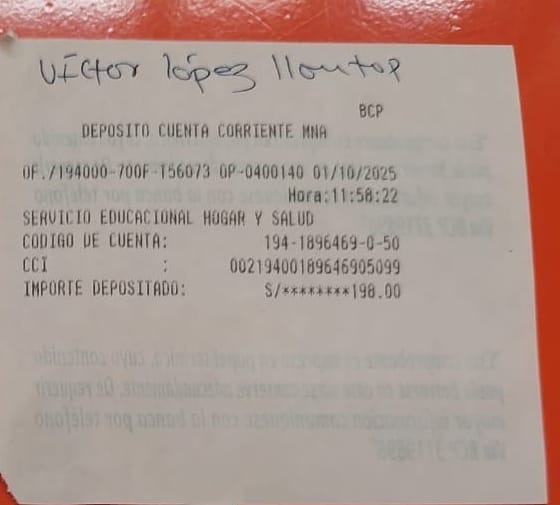 Víctor lópez llontop
BCP
DEPOSITO CUENTA CORRIENTE MNA
OF./194000-700F-T56073 OP-0400140 01/10/2025
Hora:11:58:22
SERVICIO EDUCACIONAL HOGAR Y SALUD
CODIGO DE CUENTA: 194-1896469-0-50
CCI : 00219400189646905099
IMPORTE DEPOSITADO: S/********198.00